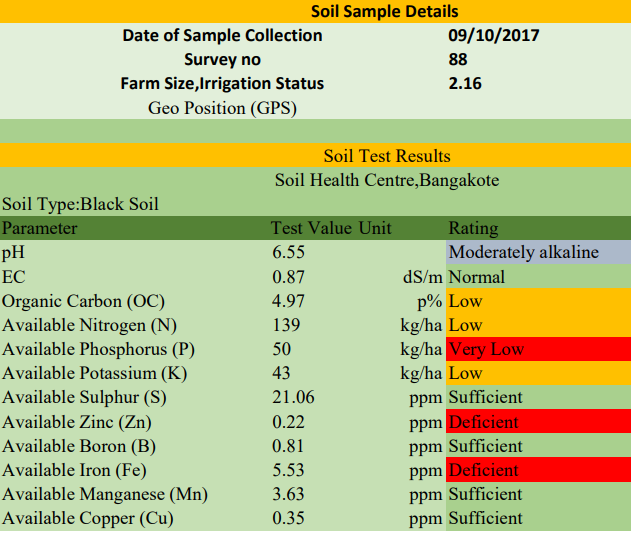 Soil Sample Details
Date of Sample Collection 09/10/2017
Survey no 88
Farm Size,Irrigation Status 2.16
Geo Position (GPS)
Soil Test Results
Soil Health Centre,Bangakote
Soil Type:Black Soil
Parameter Test Value Unit Rating
pH 6.55 Moderately alkaline
EC 0.87 dS/m Normal
Organic Carbon (OC) 4.97 p% Low
Available Nitrogen (N) 139 kg/ha Low
Available Phosphorus (P) 50 kg/ha Very Low
Available Potassium (K) 43 kg/ha Low
Available Sulphur (S) 21.06 ppm Sufficient
Available Zinc (Zn) 0.22 ppm Deficient
Available Boron (B) 0.81 ppm Sufficient
Available Iron (Fe) 5.53 ppm Deficient
Available Manganese (Mn) 3.63 ppm Sufficient
Available Copper (Cu) 0.35 ppm Sufficient